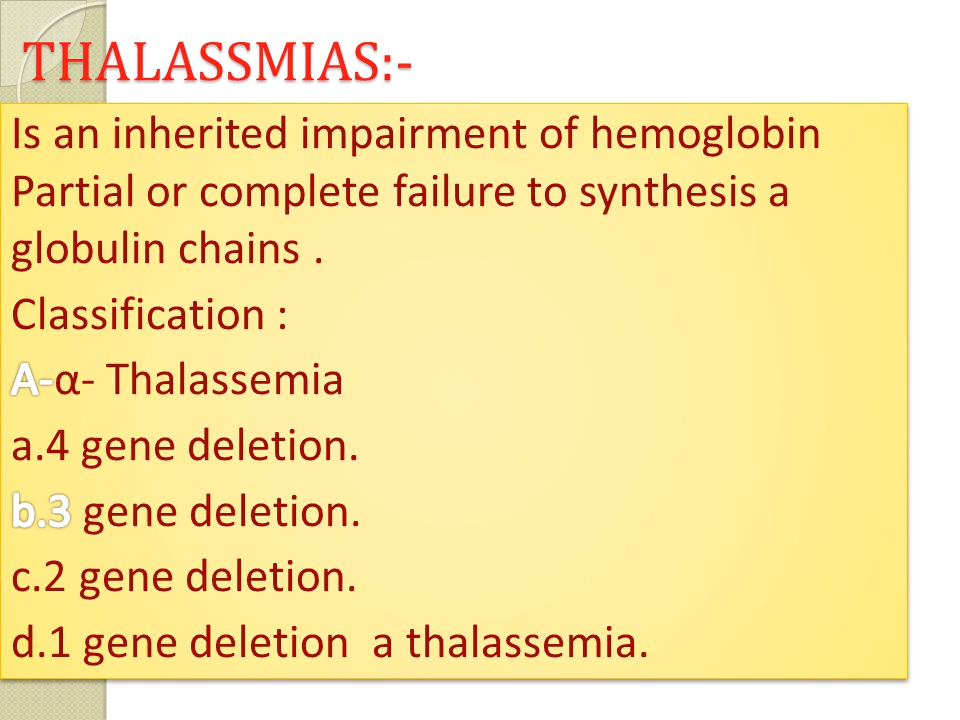 THALASSMIAS:-
Is an inherited impairment of hemoglobin
Partial or complete failure to synthesis a
globulin chains .
Classification :
A-α- Thalassemia
a.4 gene deletion.
b.3 gene deletion.
c.2 gene deletion.
d.1 gene deletion  a thalassemia.